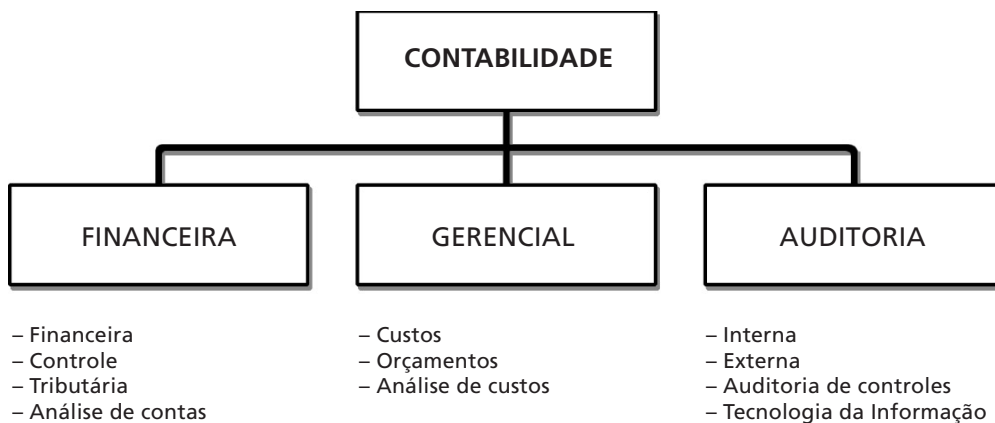 CONTABILIDADE
FINANCEIRA
GERENCIAL
AUDITORIA
– Financeira
– Controle
– Tributária
– Análise de contas
– Custos
– Orçamentos
– Análise de custos
– Interna
– Externa
– Auditoria de controles
– Tecnologia da Informação